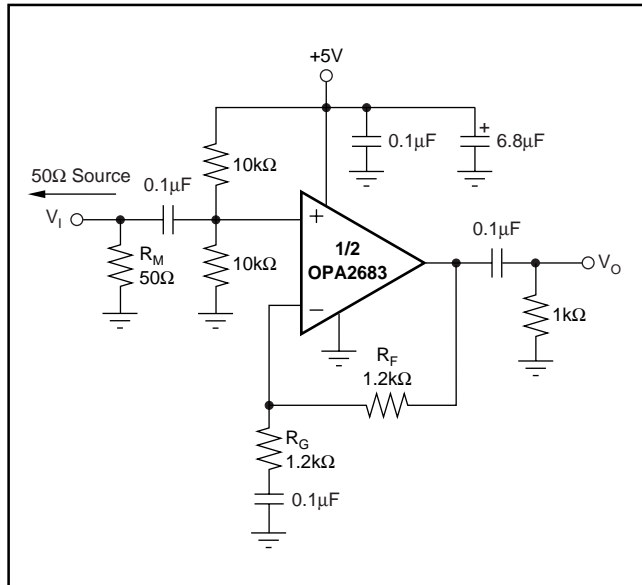 +5V
0.1µF
6.8µF
+
10kΩ
50Ω Source
0.1µF
V_I
R_M
50Ω
10kΩ
+
1/2
OPA2683
−
0.1µF
V_O
1kΩ
R_F
1.2kΩ
R_G
1.2kΩ
0.1µF